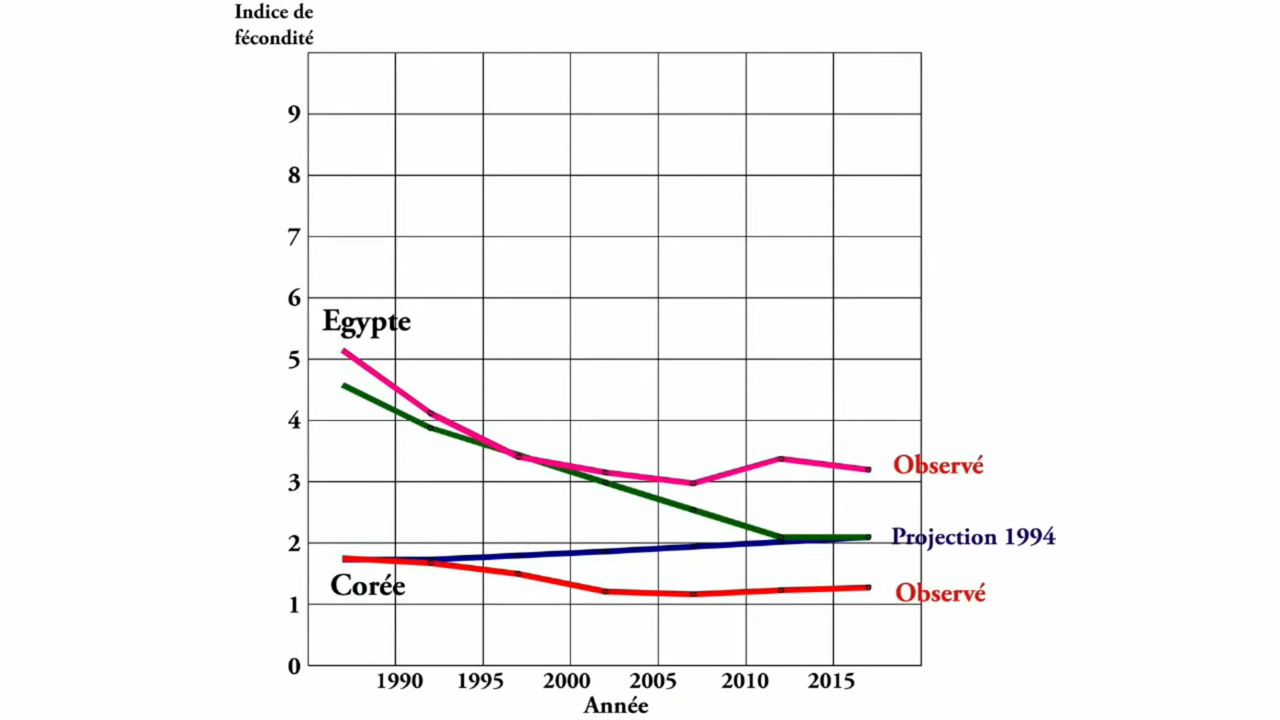 Indice de
fécondité
9
8
7
6
Egypte
5
4
3
Observé
2
Projection 1994
Corée
Observé
1
0
1990 1995 2000 2005 2010 2015
Année